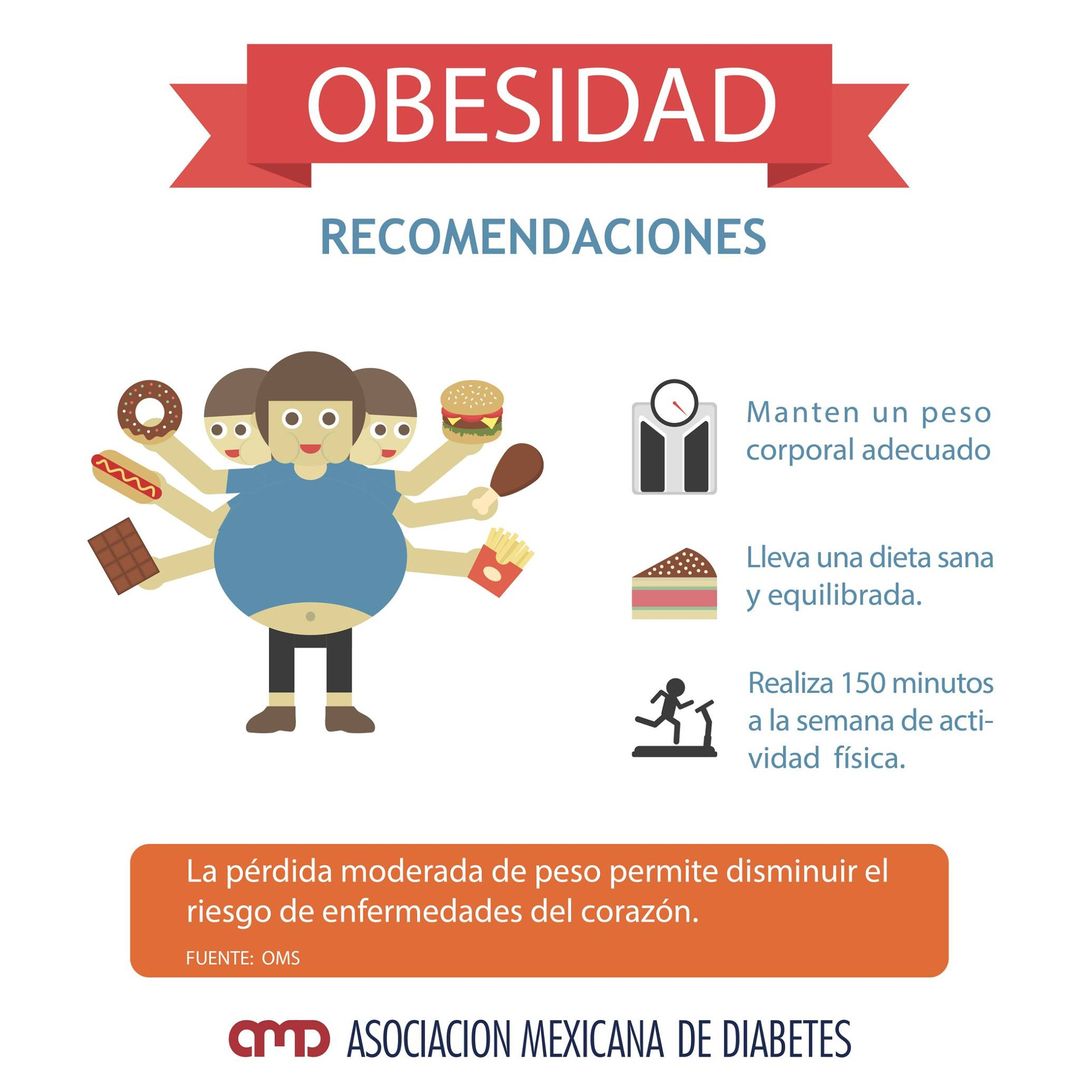 OBESIDAD
RECOMENDACIONES
Manten un peso
corporal adecuado
Lleva una dieta sana
y equilibrada.
Realiza 150 minutos
a la semana de acti-
vidad física.
La pérdida moderada de peso permite disminuir el
riesgo de enfermedades del corazón.
FUENTE: OMS
amD ASOCIACION MEXICANA DE DIABETES